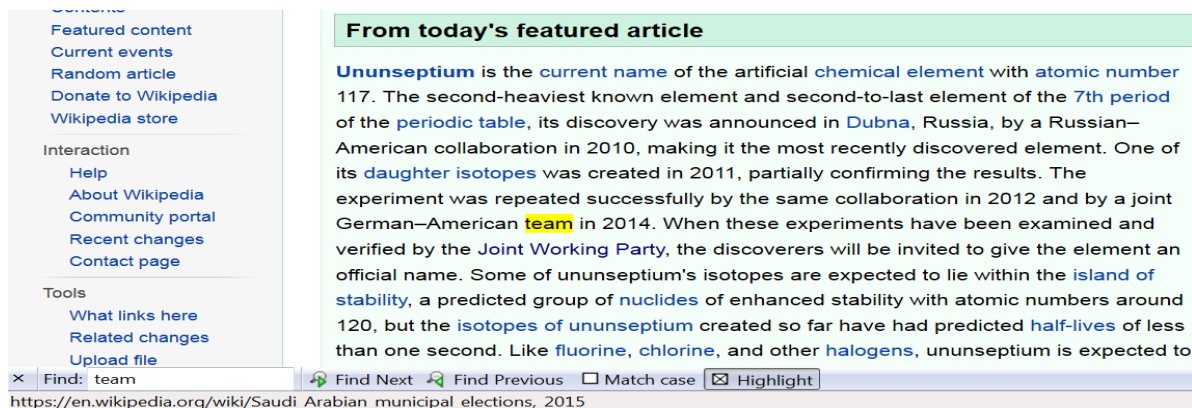 Contents
Featured content
Current events
Random article
Donate to Wikipedia
Wikipedia store
Interaction
Help
About Wikipedia
Community portal
Recent changes
Contact page
Tools
What links here
Related changes
Upload file
From today's featured article
Ununseptium is the current name of the artificial chemical element with atomic number
117. The second-heaviest known element and second-to-last element of the 7th period
of the periodic table, its discovery was announced in Dubna, Russia, by a Russian–
American collaboration in 2010, making it the most recently discovered element. One of
its daughter isotopes was created in 2011, partially confirming the results. The
experiment was repeated successfully by the same collaboration in 2012 and by a joint
German–American team in 2014. When these experiments have been examined and
verified by the Joint Working Party, the discoverers will be invited to give the element an
official name. Some of ununseptium's isotopes are expected to lie within the island of
stability, a predicted group of nuclides of enhanced stability with atomic numbers around
120, but the isotopes of ununseptium created so far have had predicted half-lives of less
than one second. Like fluorine, chlorine, and other halogens, ununseptium is expected to
× Find: team Find Next Find Previous Match case Highlight
https://en.wikipedia.org/wiki/Saudi Arabian municipal elections, 2015